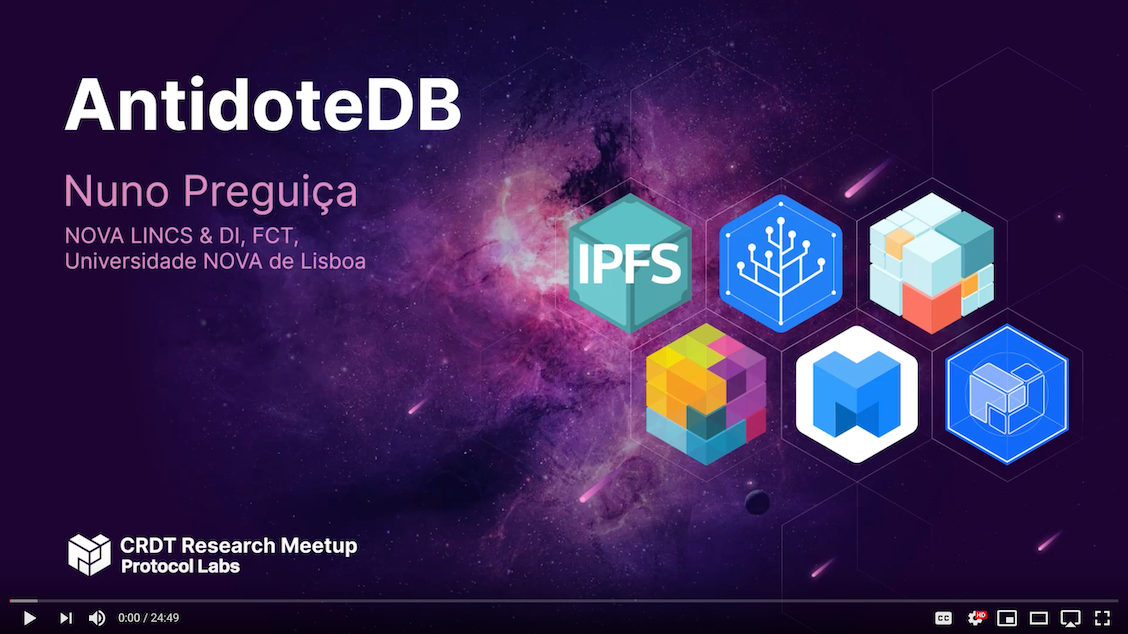 AntidoteDB
Nuno Preguiça
NOVA LINCS & DI, FCT,
Universidade NOVA de Lisboa
IPFS
CRDT Research Meetup
Protocol Labs
0:00 / 24:49
CC
HD